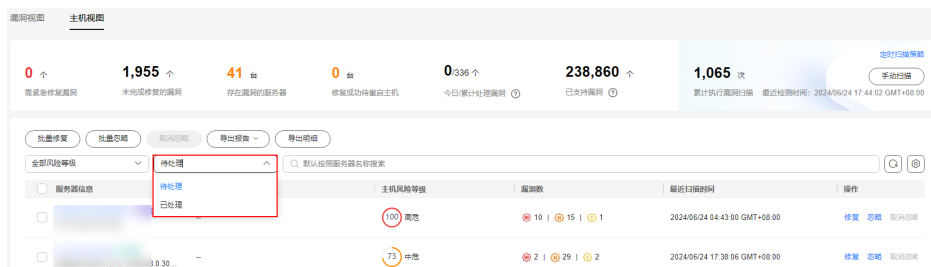 漏洞视图 主机视图
定时扫描策略
0 个 1,955 个 41 台 0 台 0/336 个 238,860 个 1,065 次 手动扫描
需紧急修复漏洞 未完成修复的漏洞 存在漏洞的服务器 修复成功待重启主机 今日/累计处理漏洞 已支持漏洞 累计执行漏洞扫描 最近检测时间：2024/06/24 17:44:02 GMT+08:00
批量修复 批量忽略 取消忽略 导出报告 导出明细
全部风险等级 待处理 默认按照服务器名称搜索
服务器信息 主机风险等级 漏洞数 最近扫描时间 操作
待处理
已处理
-- 100 高危 10 | 15 | 1 2024/06/24 04:43:00 GMT+08:00 修复 忽略 取消忽略
-- 73 中危 2 | 29 | 2 2024/06/24 17:38:06 GMT+08:00 修复 忽略 取消忽略